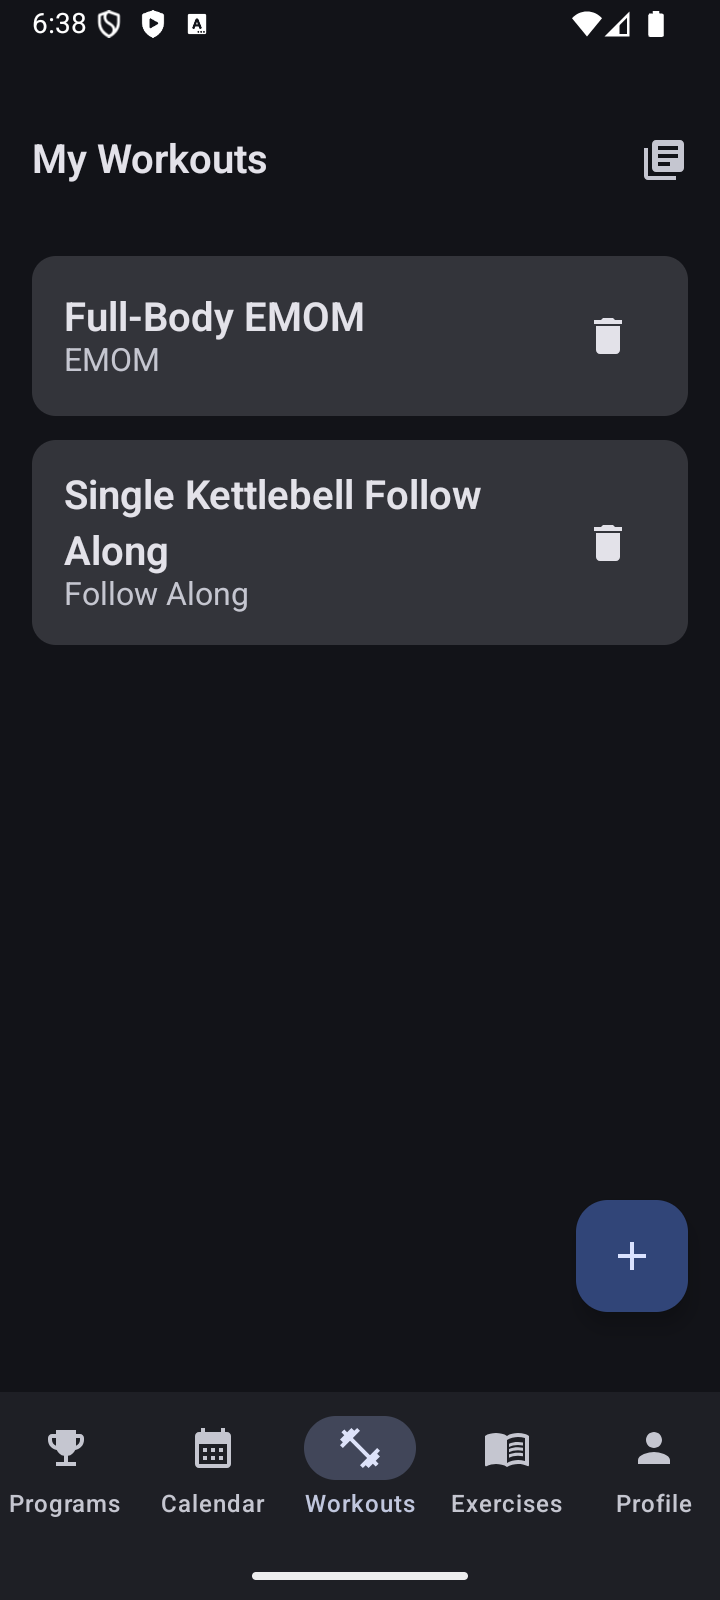 6:38
My Workouts
Full-Body EMOM
EMOM
Single Kettlebell Follow
Along
Follow Along
Programs
Calendar
Workouts
Exercises
Profile